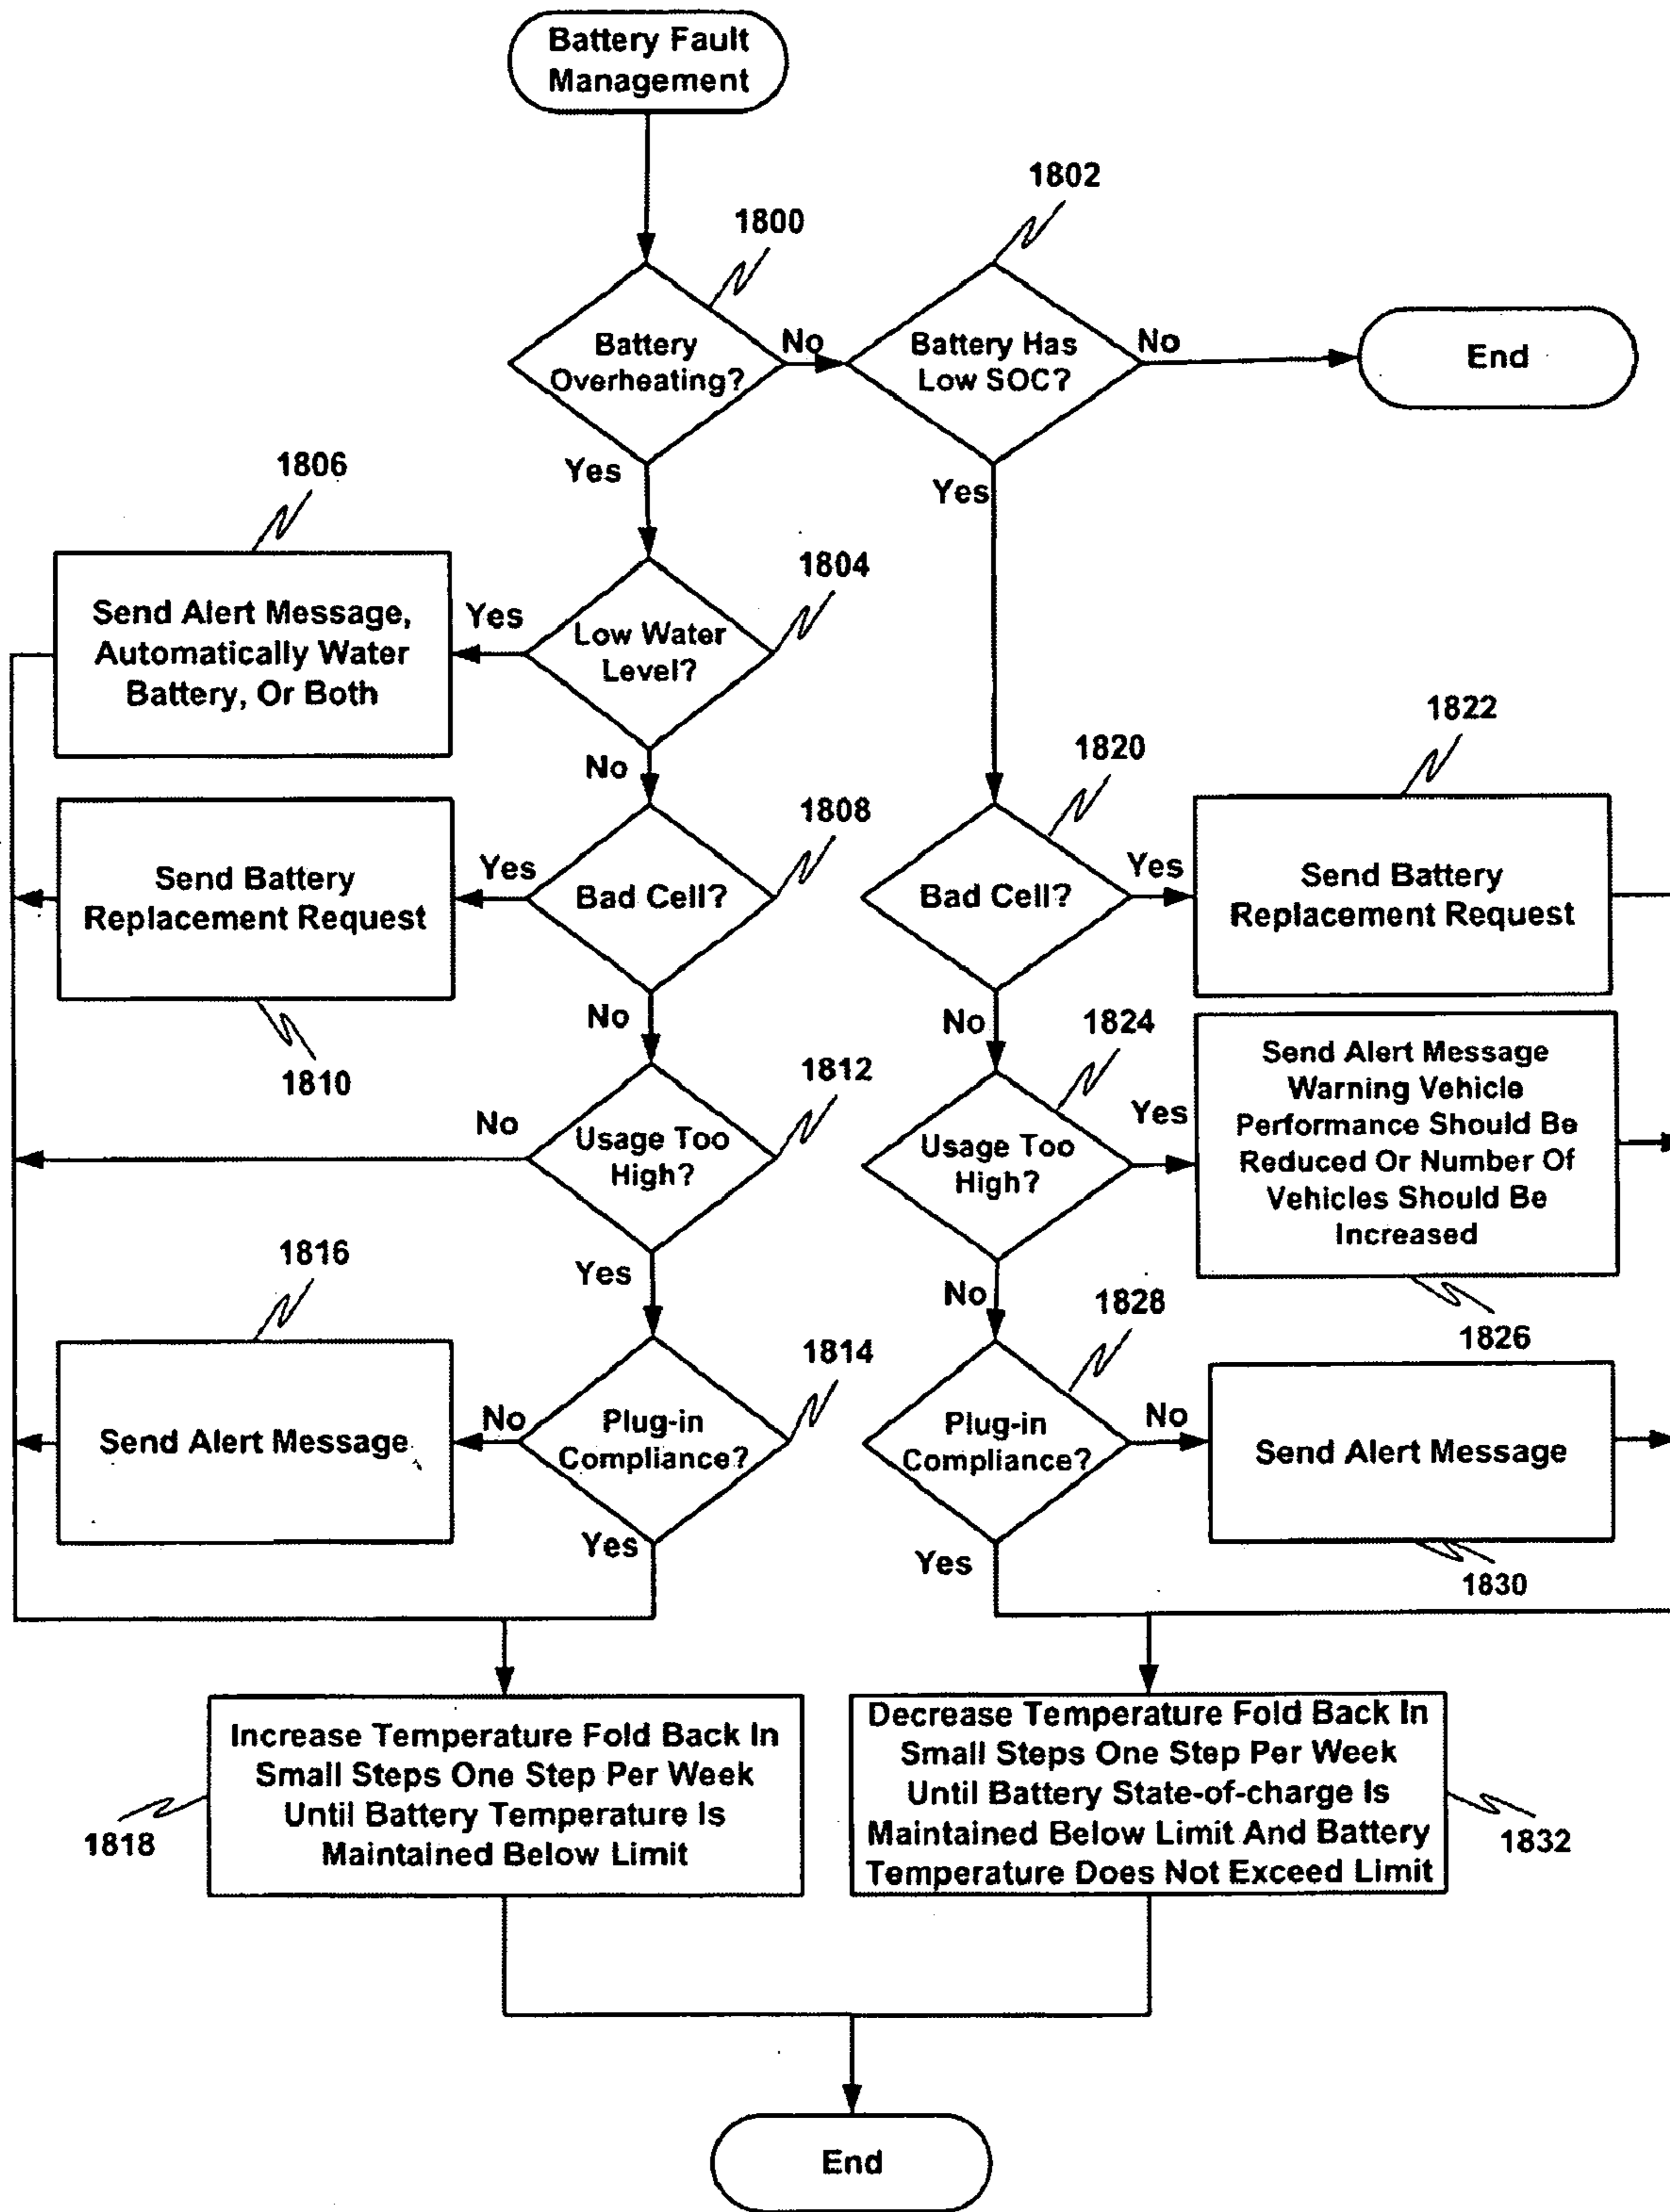 Battery Fault
Management
1802
1800
Battery
Overheating?
No
Battery Has
Low SOC?
No
End
Yes
Yes
1806
1804
Send Alert Message,
Automatically Water
Battery, Or Both
Yes
Low Water
Level?
No
1822
1820
1808
Send Battery
Replacement Request
Yes
Bad Cell?
Bad Cell?
Yes
Send Battery
Replacement Request
1810
No
No
1812
1824
No
Usage Too
High?
Usage Too
High?
Yes
Send Alert Message
Warning Vehicle
Performance Should Be
Reduced Or Number Of
Vehicles Should Be
Increased
1826
1816
Yes
No
1814
1828
Send Alert Message
No
Plug-in
Compliance?
Plug-in
Compliance?
No
Send Alert Message
1830
Yes
Yes
Increase Temperature Fold Back In
Small Steps One Step Per Week
Until Battery Temperature Is
Maintained Below Limit
1818
Decrease Temperature Fold Back In
Small Steps One Step Per Week
Until Battery State-of-charge Is
Maintained Below Limit And Battery
Temperature Does Not Exceed Limit
1832
End